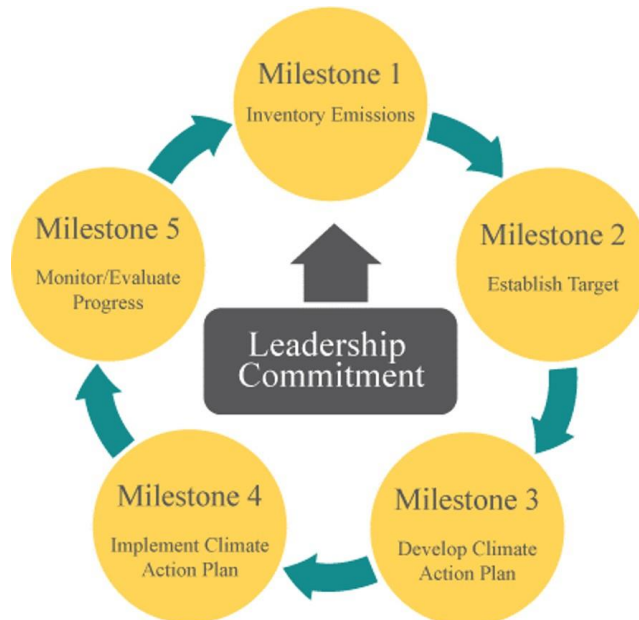 Milestone 1
Inventory Emissions
Milestone 2
Establish Target
Milestone 3
Develop Climate
Action Plan
Milestone 4
Implement Climate
Action Plan
Milestone 5
Monitor/Evaluate
Progress
Leadership
Commitment